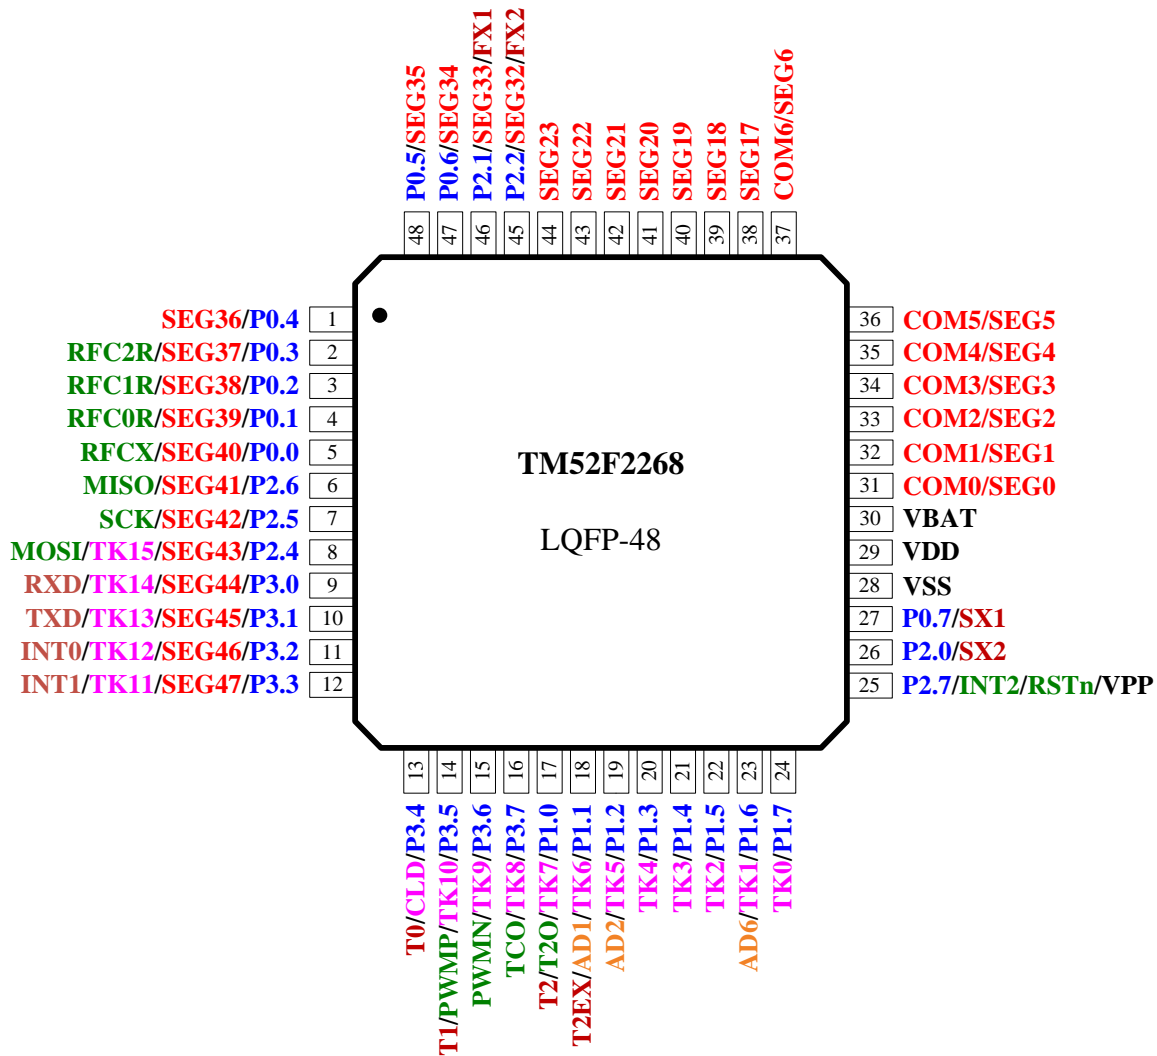 P0.5/SEG35
P0.6/SEG34
P2.1/SEG33/FX1
P2.2/SEG32/FX2
SEG23
SEG22
SEG21
SEG20
SEG19
SEG18
SEG17
COM6/SEG6
48
47
46
45
44
43
42
41
40
39
38
37
SEG36/P0.4 1
RFC2R/SEG37/P0.3 2
RFC1R/SEG38/P0.2 3
RFC0R/SEG39/P0.1 4
RFCX/SEG40/P0.0 5
MISO/SEG41/P2.6 6
SCK/SEG42/P2.5 7
MOSI/TK15/SEG43/P2.4 8
RXD/TK14/SEG44/P3.0 9
TXD/TK13/SEG45/P3.1 10
INT0/TK12/SEG46/P3.2 11
INT1/TK11/SEG47/P3.3 12
TM52F2268
LQFP-48
36 COM5/SEG5
35 COM4/SEG4
34 COM3/SEG3
33 COM2/SEG2
32 COM1/SEG1
31 COM0/SEG0
30 VBAT
29 VDD
28 VSS
27 P0.7/SX1
26 P2.0/SX2
25 P2.7/INT2/RSTn/VPP
13
14
15
16
17
18
19
20
21
22
23
24
T0/CLD/P3.4
T1/PWMP/TK10/P3.5
PWMN/TK9/P3.6
TCO/TK8/P3.7
T2/T2O/TK7/P1.0
T2EX/AD1/TK6/P1.1
AD2/TK5/P1.2
TK4/P1.3
TK3/P1.4
TK2/P1.5
AD6/TK1/P1.6
TK0/P1.7